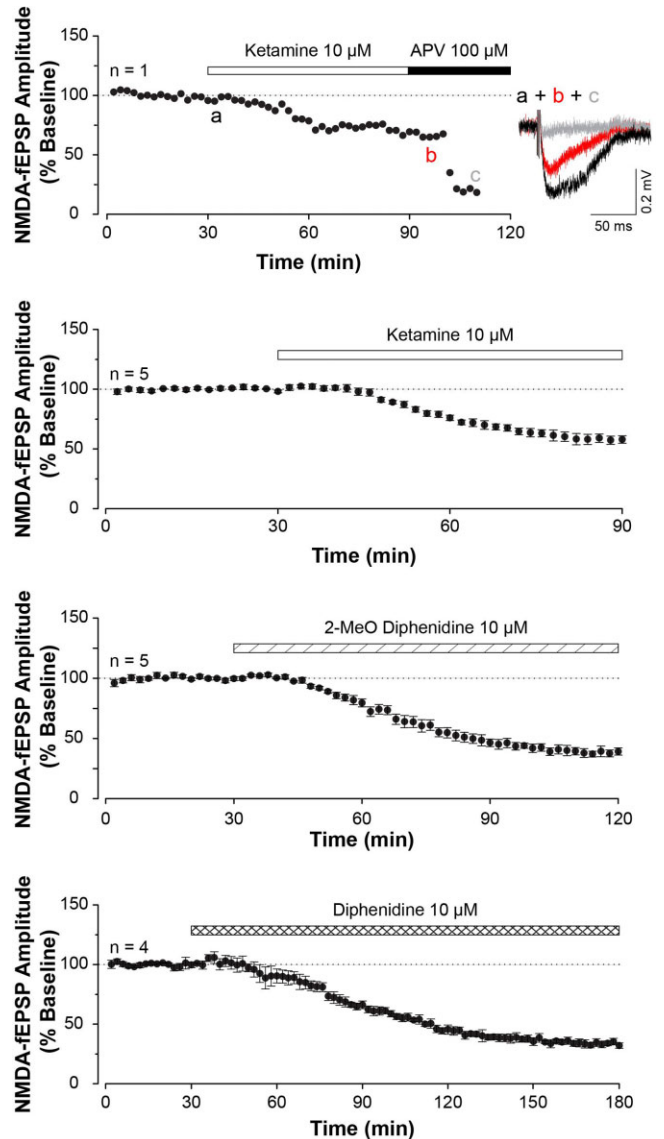 NMDA-fEPSP Amplitude
(% Baseline)
150
100
50
0
n = 1
Ketamine 10 µM
APV 100 µM
a
b
c
a + b + c
0.2 mV
50 ms
0
30
60
90
120
Time (min)
NMDA-fEPSP Amplitude
(% Baseline)
150
100
50
0
n = 5
Ketamine 10 µM
0
30
60
90
Time (min)
NMDA-fEPSP Amplitude
(% Baseline)
150
100
50
0
n = 5
2-MeO Diphenidine 10 µM
0
30
60
90
120
Time (min)
NMDA-fEPSP Amplitude
(% Baseline)
150
100
50
0
n = 4
Diphenidine 10 µM
0
30
60
90
120
150
180
Time (min)